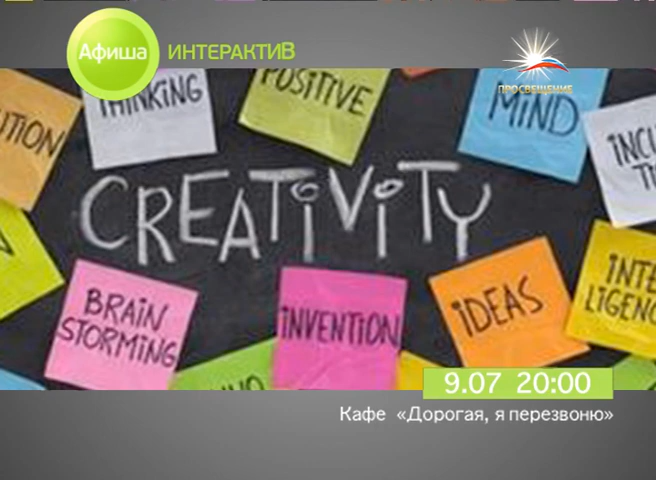 Афиша ИНТЕРАКТИВ
ПРОСВЕЩЕНИЕ
THINKING
POSITIVE
MIND
CREATIVITY
BRAIN
STORMING
INVENTION
IDEAS
INTE
LIGENC
9.07 20:00
Кафе «Дорогая, я перезвоню»